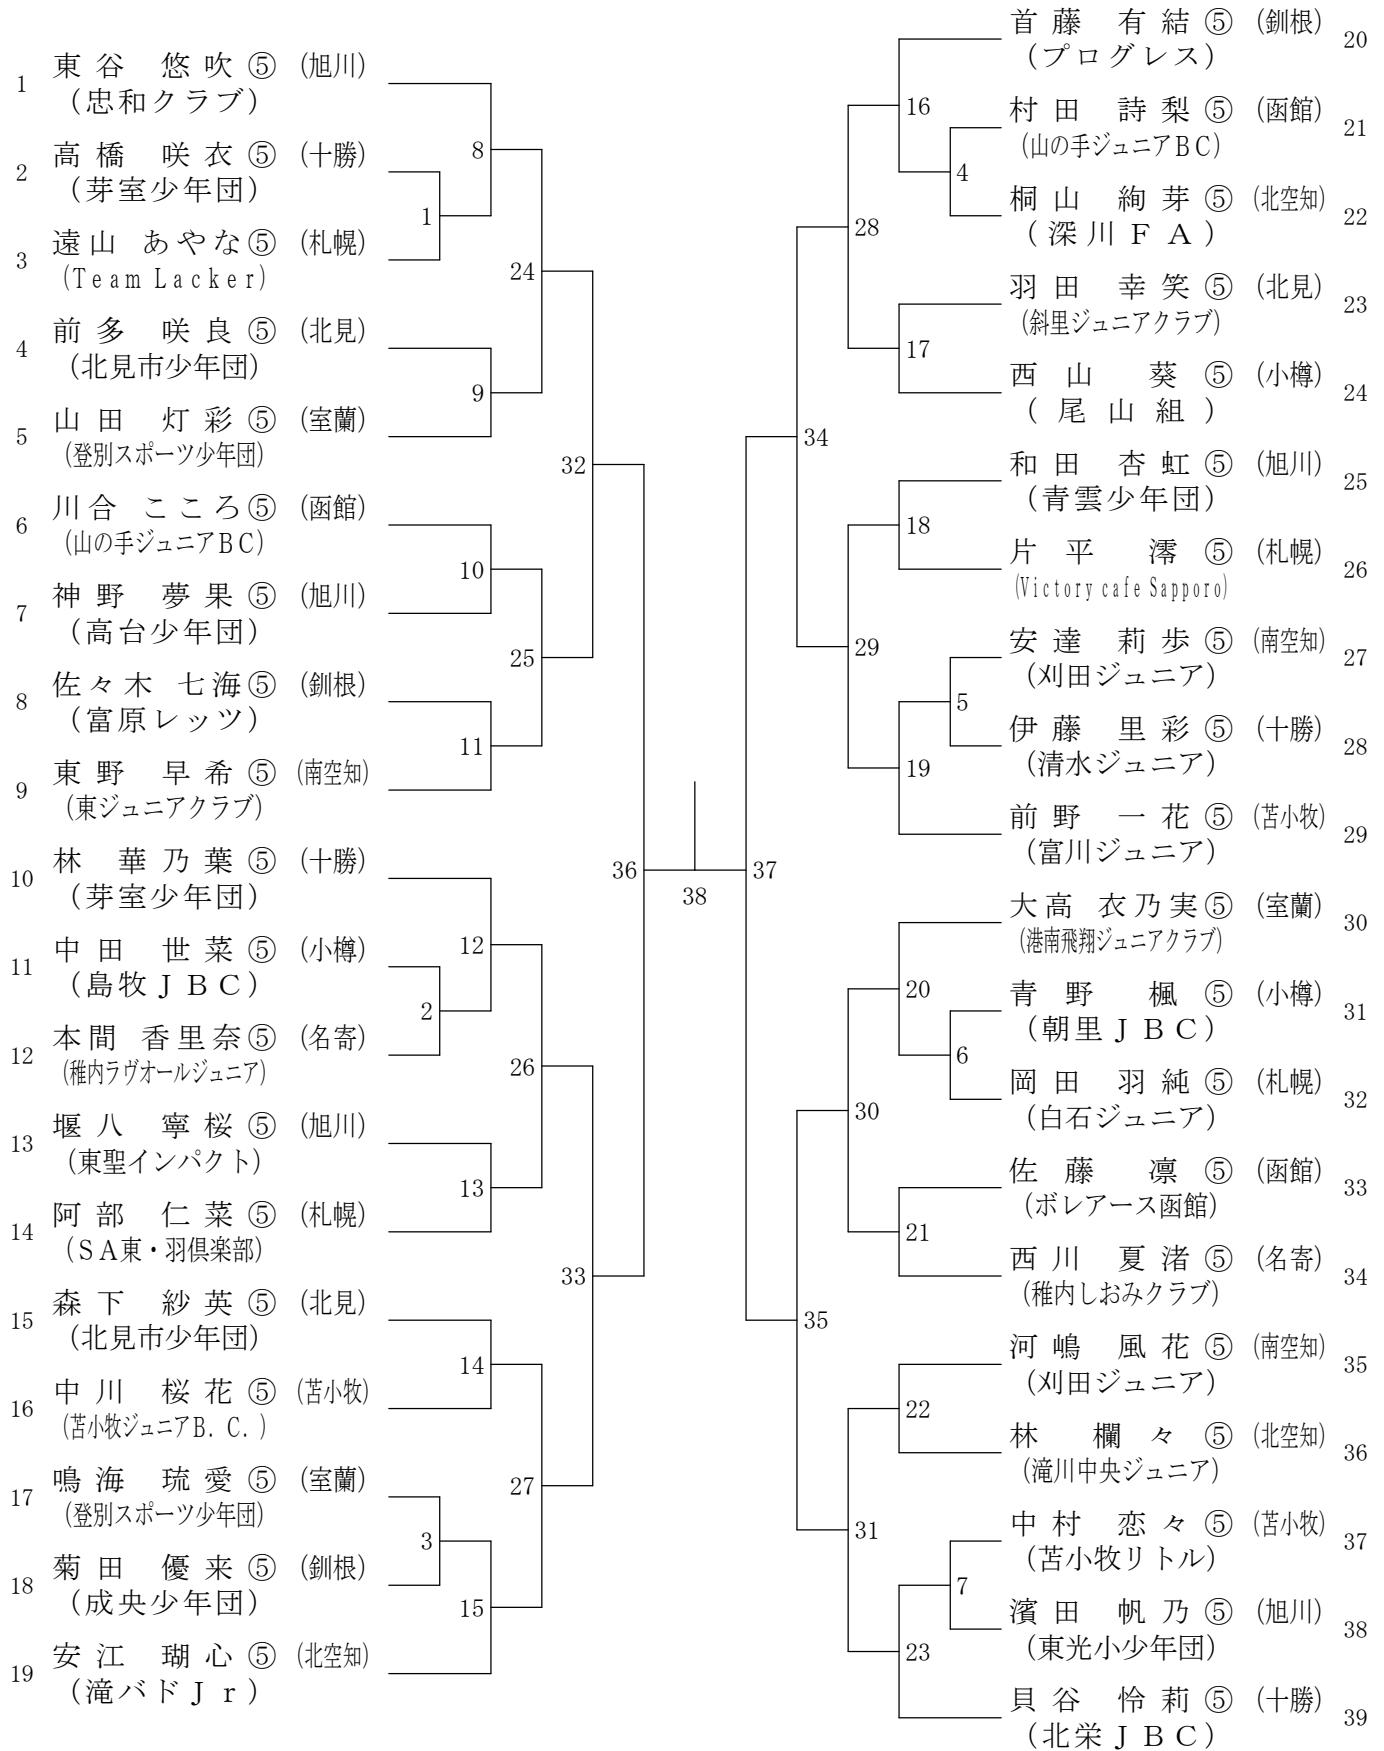 1 東谷 悠吹⑤ (旭川)
(忠和クラブ)
2 高橋 咲衣⑤ (十勝)
(芽室少年団)
3 遠山 あやな⑤ (札幌)
(Team Lacker)
4 前多 咲良⑤ (北見)
(北見市少年団)
5 山田 灯彩⑤ (室蘭)
(登別スポーツ少年団)
6 川合 こころ⑤ (函館)
(山の手ジュニアBC)
7 神野 夢果⑤ (旭川)
(高台少年団)
8 佐々木 七海⑤ (釧根)
(富原レッツ)
9 東野 早希⑤ (南空知)
(東ジュニアクラブ)
10 林 華乃葉⑤ (十勝)
(芽室少年団)
11 中田 世菜⑤ (小樽)
(島牧JBC)
12 本間 香里奈⑤ (名寄)
(稚内ラヴオールジュニア)
13 堰八 寧桜⑤ (旭川)
(東聖インパクト)
14 阿部 仁菜⑤ (札幌)
(SA東・羽倶楽部)
15 森下 紗英⑤ (北見)
(北見市少年団)
16 中川 桜花⑤ (苫小牧)
(苫小牧ジュニアB.C.)
17 鳴海 琉愛⑤ (室蘭)
(登別スポーツ少年団)
18 菊田 優来⑤ (釧根)
(成央少年団)
19 安江 瑚心⑤ (北空知)
(滝バドJr)
8
1
24
9
32
10
25
11
36
12
2
26
13
33
14
27
3
15
38
37
16
4
28
17
34
18
29
5
19
20
6
30
21
35
22
31
7
23
首藤 有結⑤ (釧根) 20
(プログレス)
村田 詩梨⑤ (函館) 21
(山の手ジュニアBC)
桐山 絢芽⑤ (北空知) 22
(深川FA)
羽田 幸笑⑤ (北見) 23
(斜里ジュニアクラブ)
西山 葵⑤ (小樽) 24
(尾山組)
和田 杏虹⑤ (旭川) 25
(青雲少年団)
片平 澪⑤ (札幌) 26
(Victory cafe Sapporo)
安達 莉歩⑤ (南空知) 27
(刈田ジュニア)
伊藤 里彩⑤ (十勝) 28
(清水ジュニア)
前野 一花⑤ (苫小牧) 29
(富川ジュニア)
大高 衣乃実⑤ (室蘭) 30
(港南飛翔ジュニアクラブ)
青野 楓⑤ (小樽) 31
(朝里JBC)
岡田 羽純⑤ (札幌) 32
(白石ジュニア)
佐藤 凛⑤ (函館) 33
(ボレアース函館)
西川 夏渚⑤ (名寄) 34
(稚内しおみクラブ)
河嶋 風花⑤ (南空知) 35
(刈田ジュニア)
林 欄々⑤ (北空知) 36
(滝川中央ジュニア)
中村 恋々⑤ (苫小牧) 37
(苫小牧リトル)
濱田 帆乃⑤ (旭川) 38
(東光小少年団)
貝谷 怜莉⑤ (十勝) 39
(北栄JBC)